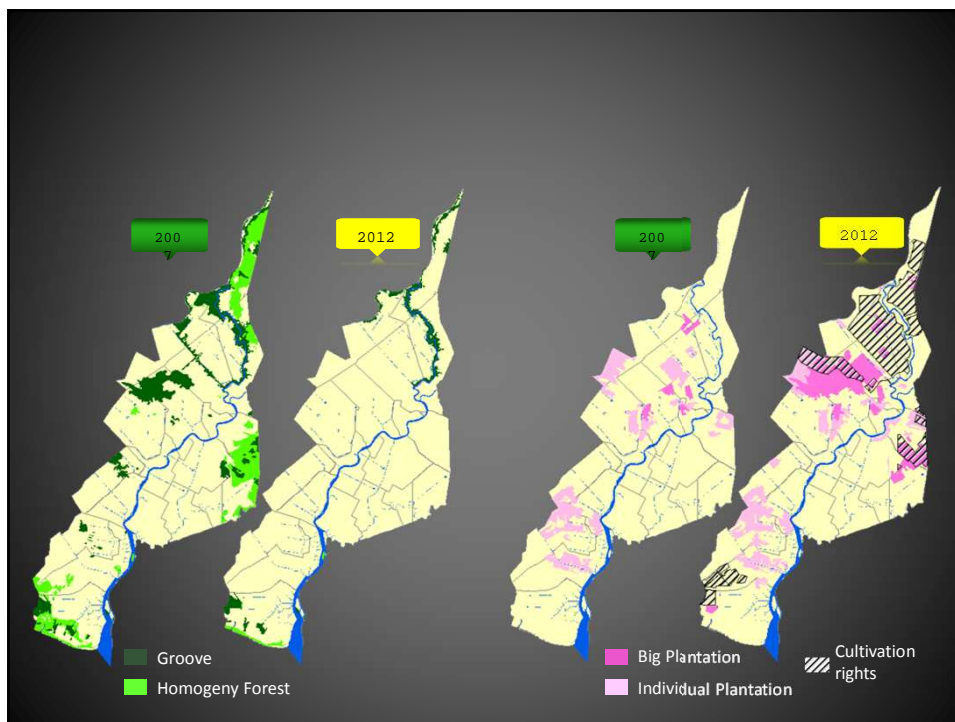 200
2012
200
2012
Groove
Homogeny Forest
Big Plantation
Individual Plantation
Cultivation
rights